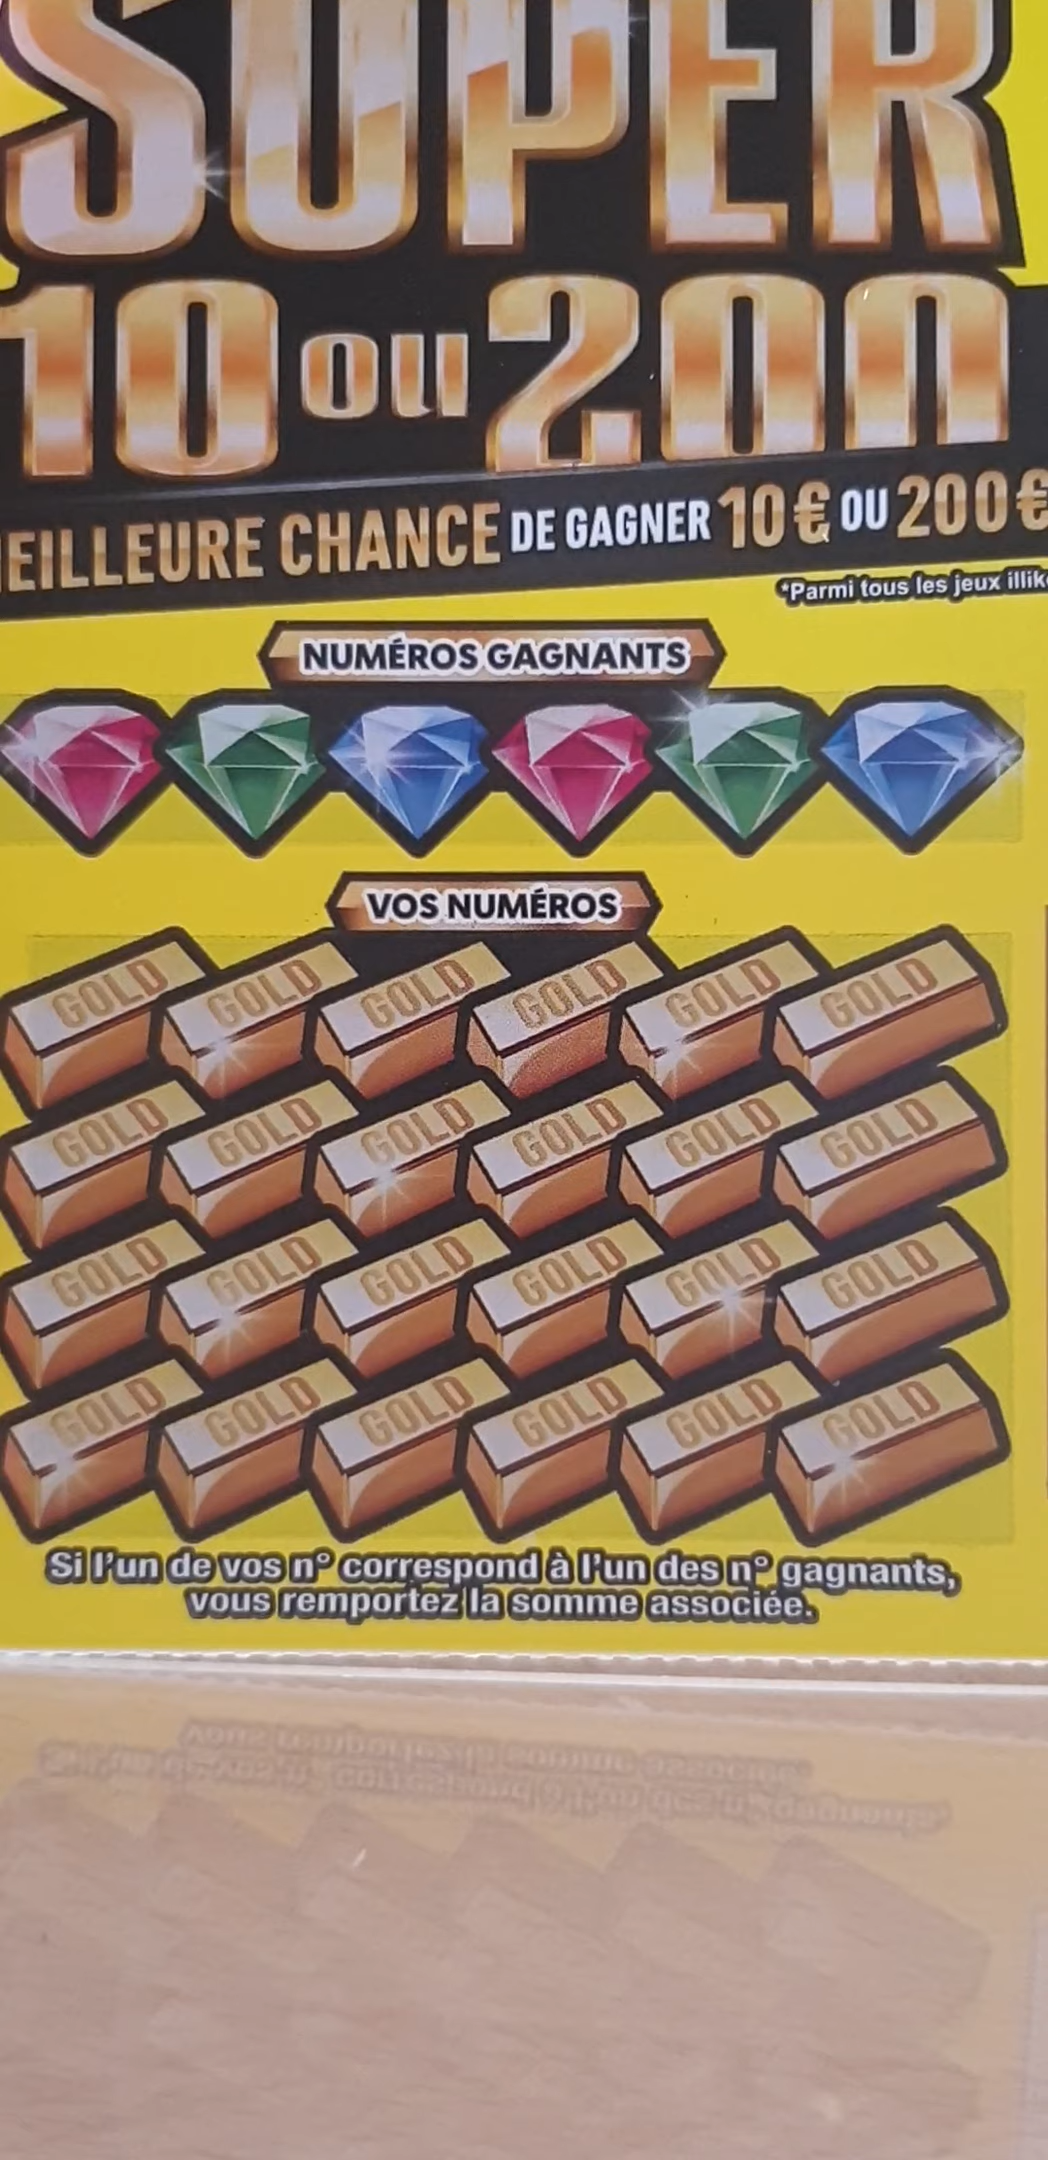 SUPER
10 ou 200
EILLEURE CHANCE DE GAGNER 10€ OU 200€
*Parmi tous les jeux illik
NUMÉROS GAGNANTS
VOS NUMÉROS
GOLD GOLD GOLD GOLD GOLD GOLD
GOLD GOLD GOLD GOLD GOLD GOLD
GOLD GOLD GOLD GOLD GOLD GOLD
GOLD GOLD GOLD GOLD GOLD GOLD
Si l'un de vos n° correspond à l'un des n° gagnants,
vous remportez la somme associée.